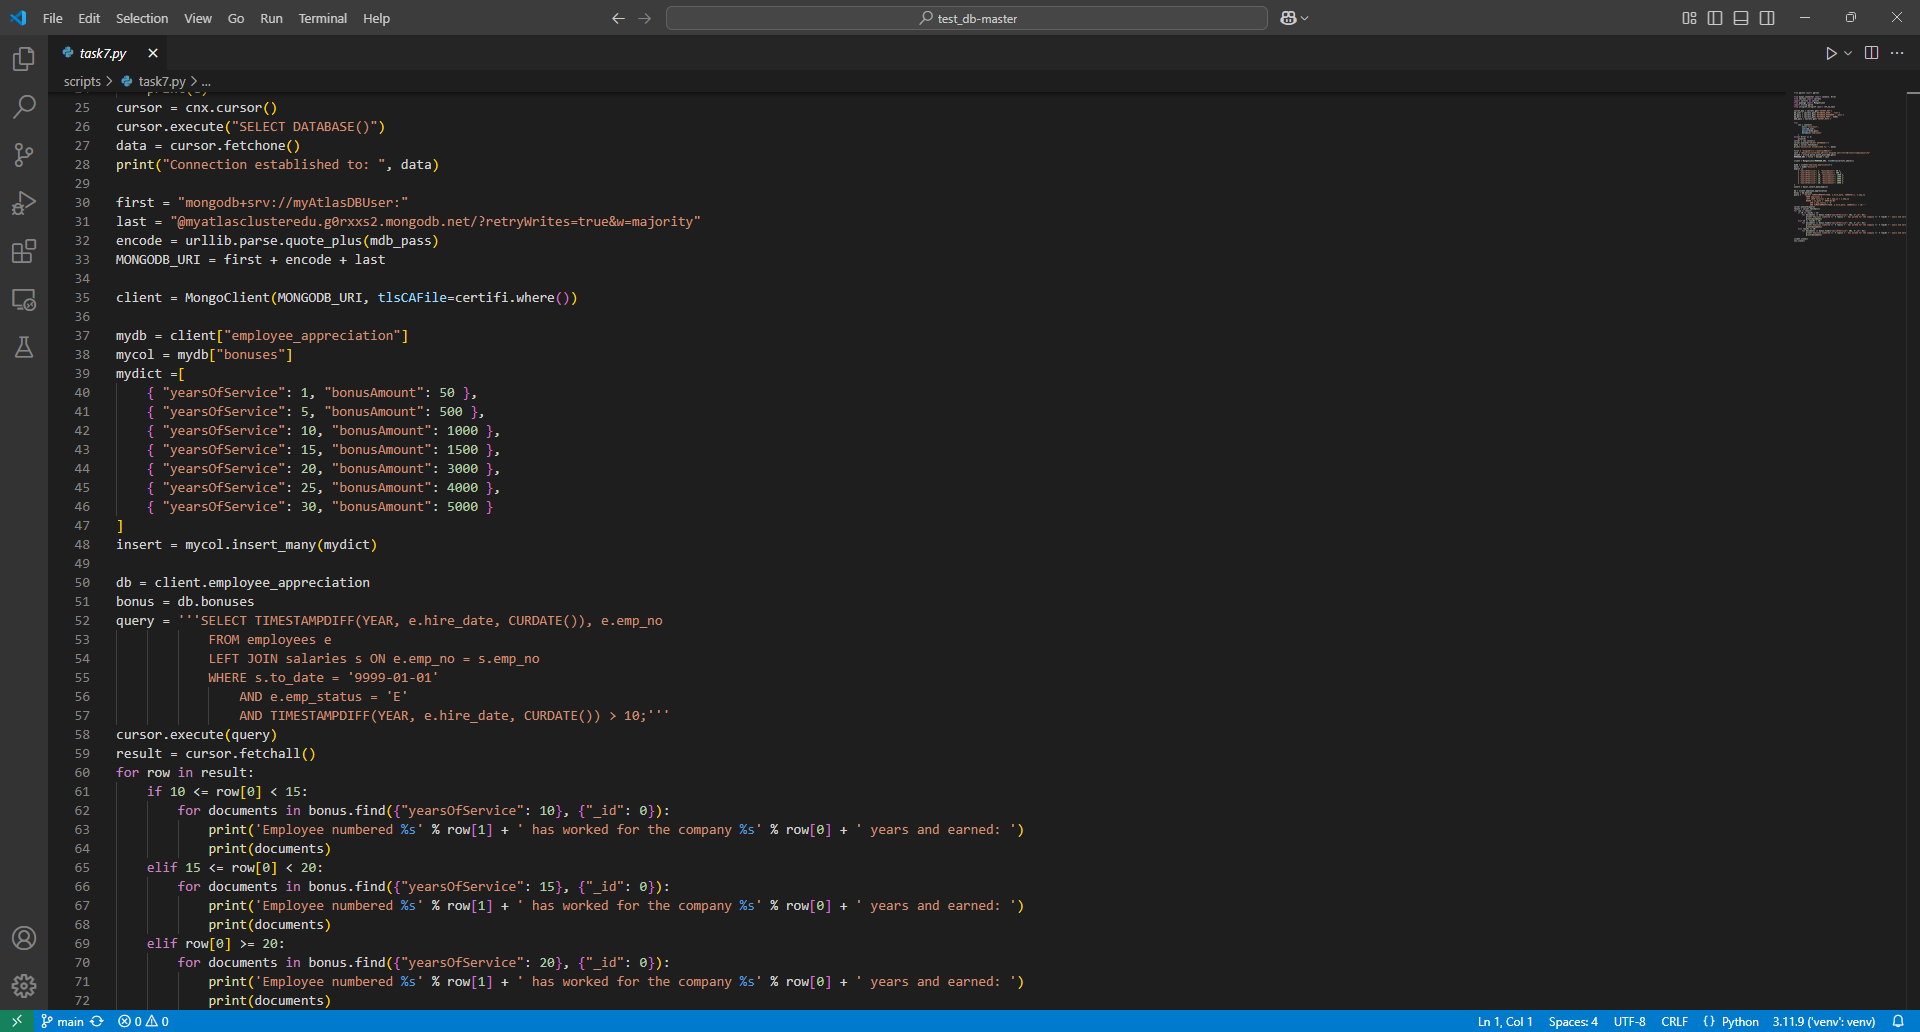 File Edit Selection View Go Run Terminal Help
test_db-master
task7.py
scripts > task7.py > ...
25 cursor = cnx.cursor()
26 cursor.execute("SELECT DATABASE()")
27 data = cursor.fetchone()
28 print("Connection established to: ", data)
29
30 first = "mongodb+srv://myAtlasDBUser:"
31 last = "@myatlasclusteredu.g0rxxs2.mongodb.net/?retryWrites=true&w=majority"
32 encode = urllib.parse.quote_plus(mdb_pass)
33 MONGODB_URI = first + encode + last
34
35 client = MongoClient(MONGODB_URI, tlsCAFile=certifi.where())
36
37 mydb = client["employee_appreciation"]
38 mycol = mydb["bonuses"]
39 mydict =[
40 { "yearsOfService": 1, "bonusAmount": 50 },
41 { "yearsOfService": 5, "bonusAmount": 500 },
42 { "yearsOfService": 10, "bonusAmount": 1000 },
43 { "yearsOfService": 15, "bonusAmount": 1500 },
44 { "yearsOfService": 20, "bonusAmount": 3000 },
45 { "yearsOfService": 25, "bonusAmount": 4000 },
46 { "yearsOfService": 30, "bonusAmount": 5000 }
47 ]
48 insert = mycol.insert_many(mydict)
49
50 db = client.employee_appreciation
51 bonus = db.bonuses
52 query = '''SELECT TIMESTAMPDIFF(YEAR, e.hire_date, CURDATE()), e.emp_no
53 FROM employees e
54 LEFT JOIN salaries s ON e.emp_no = s.emp_no
55 WHERE s.to_date = '9999-01-01'
56 AND e.emp_status = 'E'
57 AND TIMESTAMPDIFF(YEAR, e.hire_date, CURDATE()) > 10;'''
58 cursor.execute(query)
59 result = cursor.fetchall()
60 for row in result:
61 if 10 <= row[0] < 15:
62 for documents in bonus.find({"yearsOfService": 10}, {"_id": 0}):
63 print('Employee numbered %s' % row[1] + ' has worked for the company %s' % row[0] + ' years and earned: ')
64 print(documents)
65 elif 15 <= row[0] < 20:
66 for documents in bonus.find({"yearsOfService": 15}, {"_id": 0}):
67 print('Employee numbered %s' % row[1] + ' has worked for the company %s' % row[0] + ' years and earned: ')
68 print(documents)
69 elif row[0] >= 20:
70 for documents in bonus.find({"yearsOfService": 20}, {"_id": 0}):
71 print('Employee numbered %s' % row[1] + ' has worked for the company %s' % row[0] + ' years and earned: ')
72 print(documents)
main 0 0 Ln 1, Col 1 Spaces: 4 UTF-8 CRLF {} Python 3.11.9 ('venv': venv)